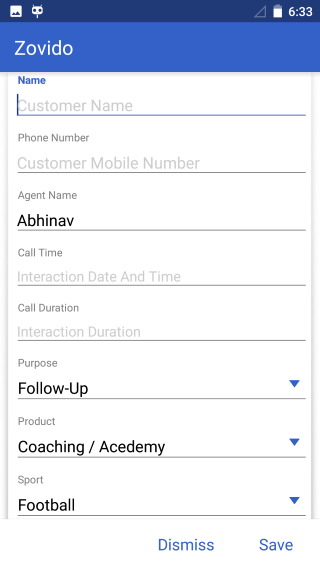 6:33
Zovido
Name
Customer Name
Phone Number
Customer Mobile Number
Agent Name
Abhinav
Call Time
Interaction Date And Time
Call Duration
Interaction Duration
Purpose
Follow-Up
Product
Coaching / Acedemy
Sport
Football
Dismiss Save